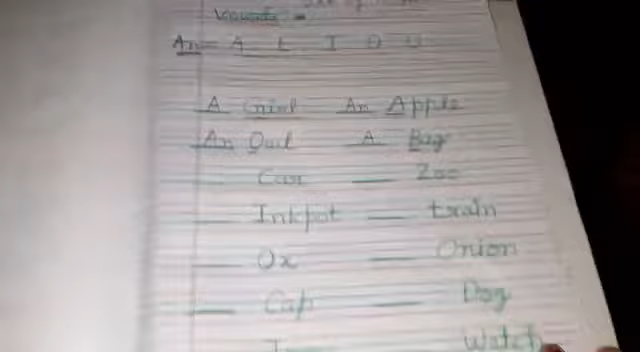 Vowels =
An = A E I O U
A Girl An Apple
An Owl A Bag
Car Zoo
Inkpot train
Ox Onion
Cap Dog
Watch